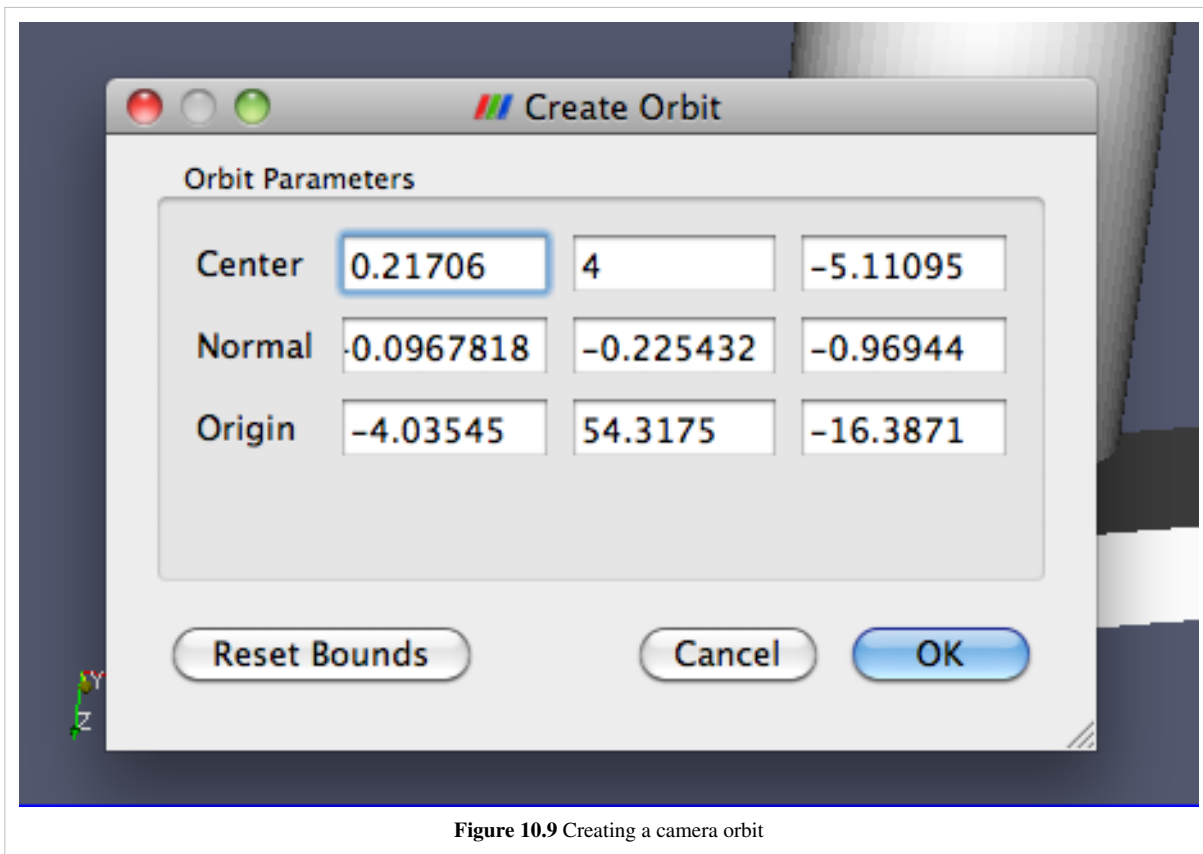 Create Orbit
Orbit Parameters
Center 0.21706 4 -5.11095
Normal -0.0967818 -0.225432 -0.96944
Origin -4.03545 54.3175 -16.3871
Reset Bounds Cancel OK
Y
Z
Figure 10.9 Creating a camera orbit